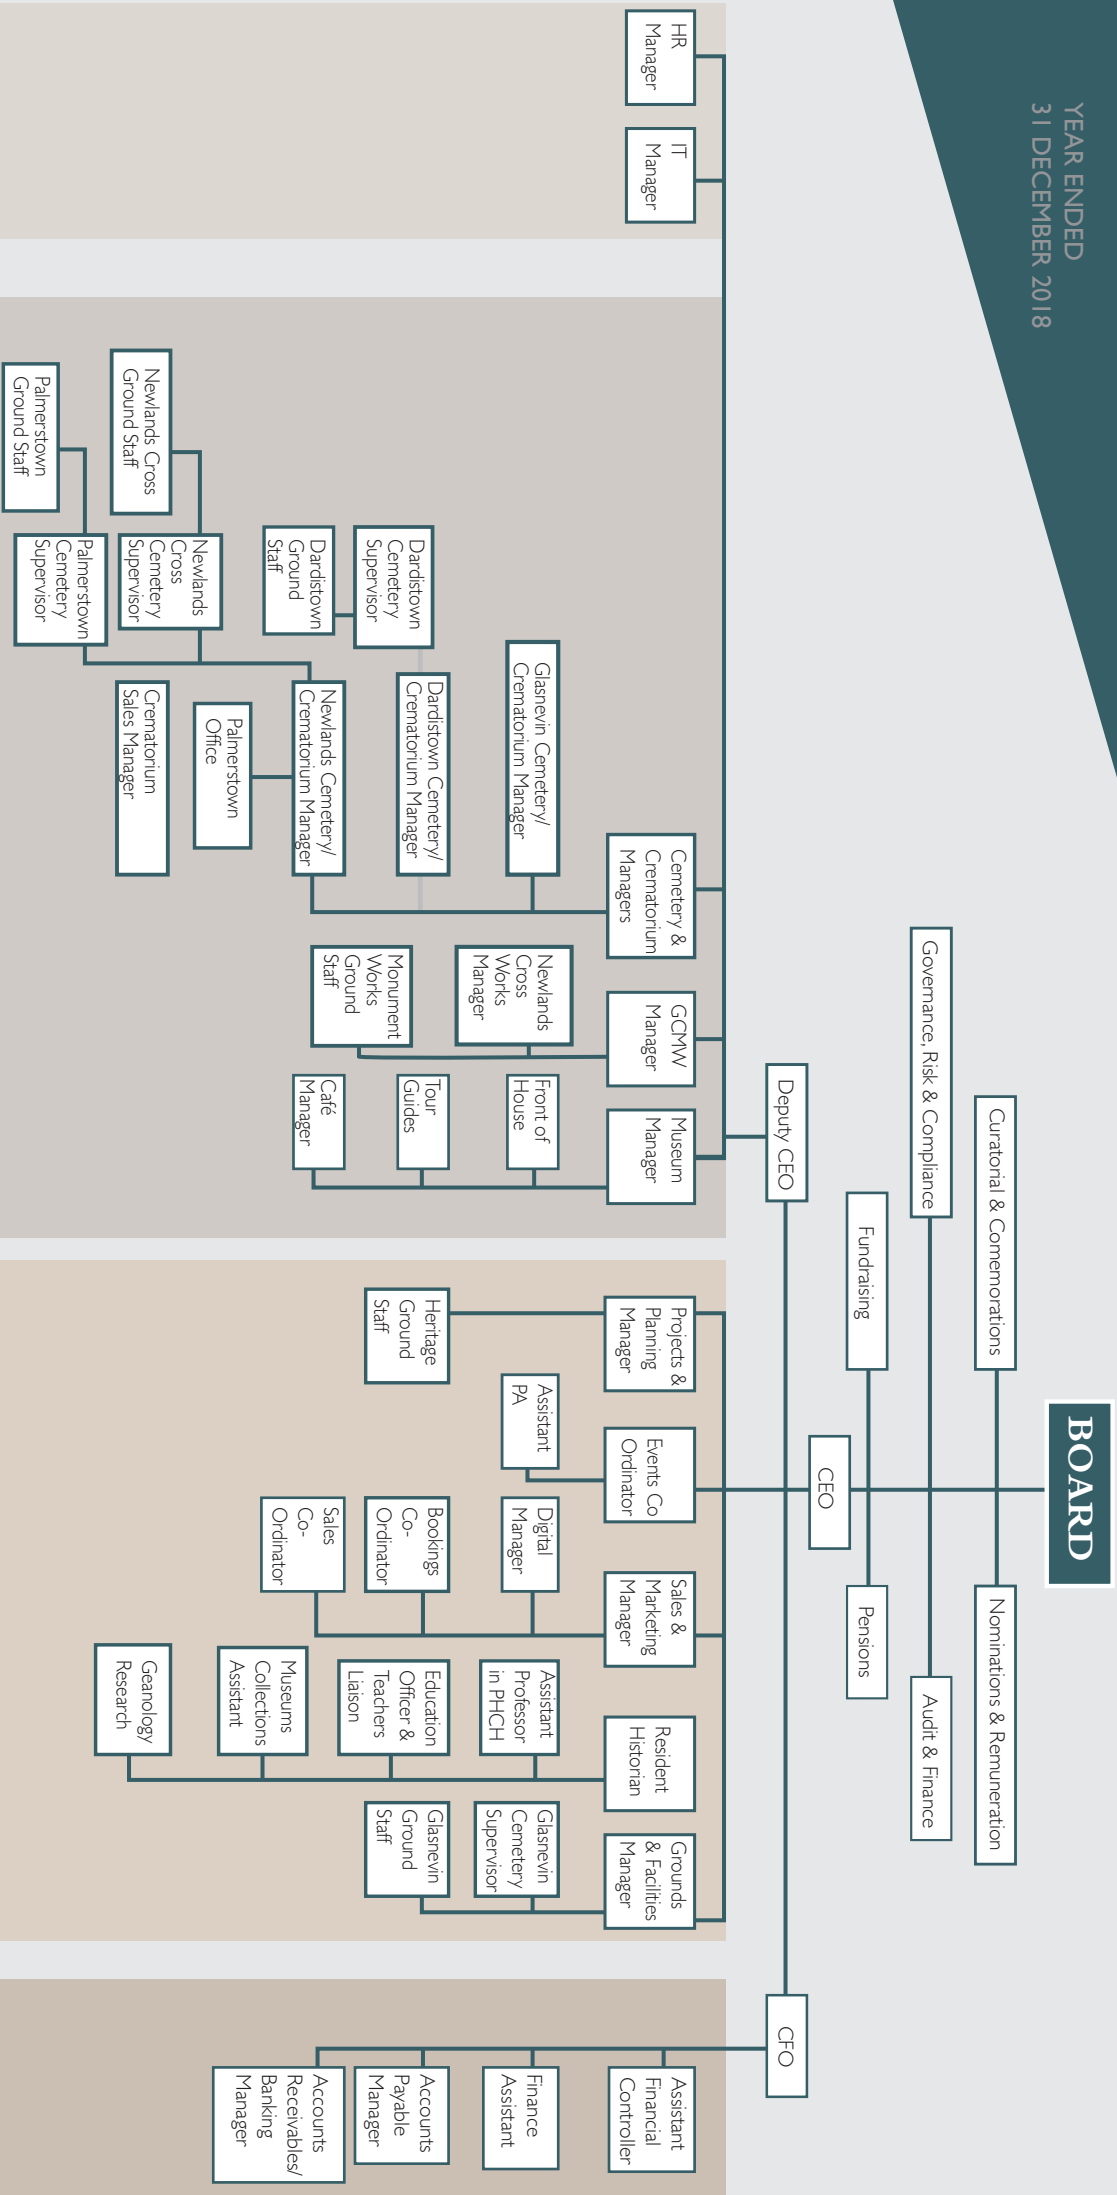 YEAR ENDED
31 DECEMBER 2018
BOARD
Curatorial & Comemorations
Nominations & Remuneration
Governance, Risk & Compliance
Audit & Finance
Fundraising
Pensions
CEO
Deputy CEO
CFO
HR
Manager
IT
Manager
Cemetery &
Crematorium
Managers
GCMW
Manager
Museum
Manager
Projects &
Planning
Manager
Events Co
Ordinator
Sales &
Marketing
Manager
Resident
Historian
Grounds
& Facilities
Manager
Assistant
Financial
Controller
Glasnevin Cemetery/
Crematorium Manager
Newlands
Cross
Works
Manager
Front of
House
Assistant
PA
Digital
Manager
Assistant
Professor
in PHCH
Glasnevin
Cemetery
Supervisor
Finance
Assistant
Dardistown
Cemetery
Supervisor
Dardistown Cemetery/
Crematorium Manager
Monument
Works
Ground
Staff
Tour
Guides
Heritage
Ground
Staff
Bookings
Co-
Ordinator
Education
Officer &
Teachers
Liaison
Glasnevin
Ground
Staff
Accounts
Payable
Manager
Dardistown
Ground
Staff
Newlands Cemetery/
Crematorium Manager
Café
Manager
Sales
Co-
Ordinator
Museums
Collections
Assistant
Accounts
Receivables/
Banking
Manager
Newlands Cross
Ground Staff
Newlands
Cross
Cemetery
Supervisor
Palmerstown
Office
Crematorium
Sales Manager
Geanology
Research
Palmerstown
Ground Staff
Palmerstown
Cemetery
Supervisor